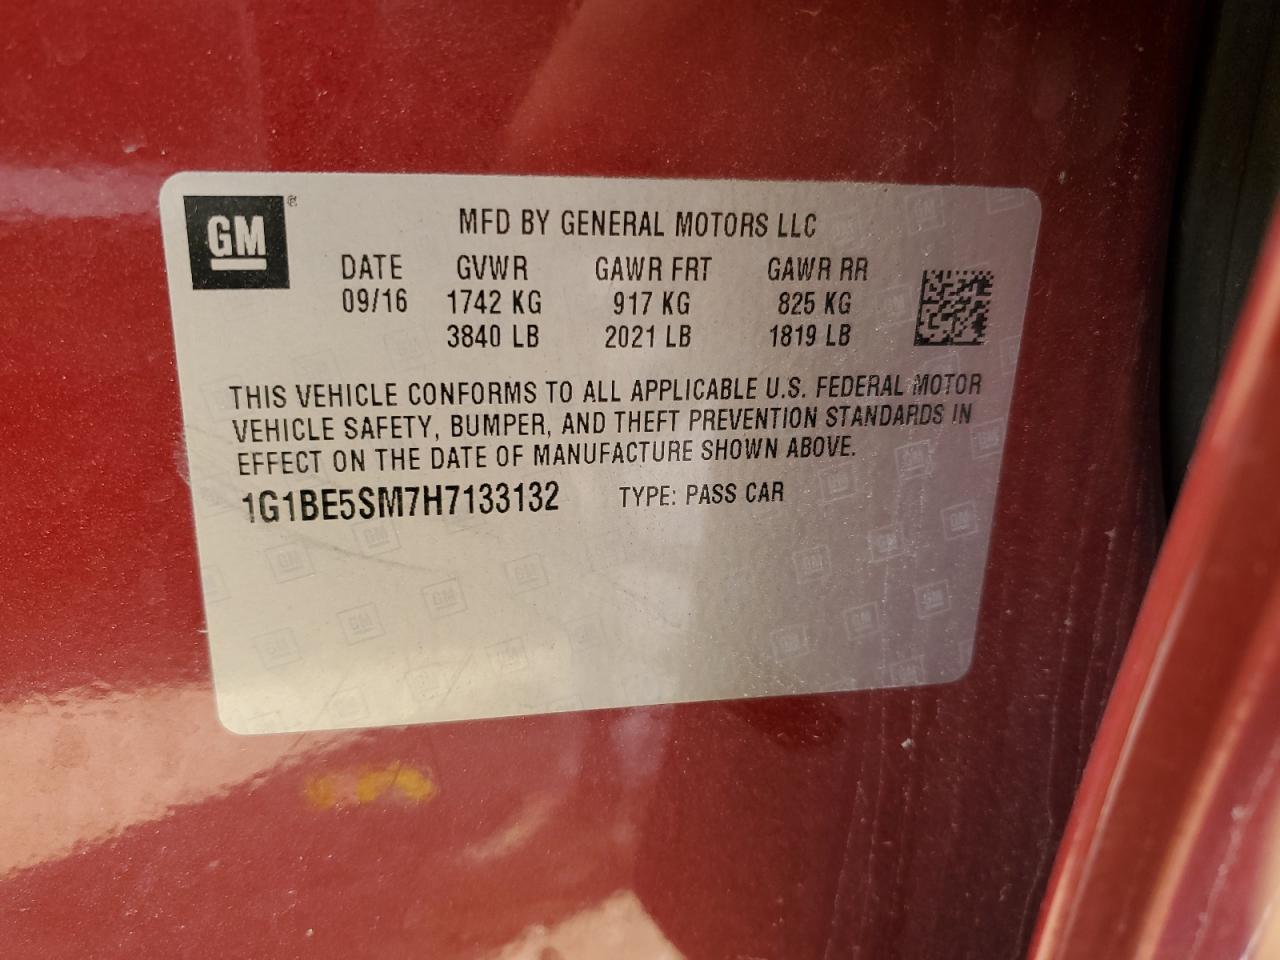 GM®
MFD BY GENERAL MOTORS LLC
DATE GVWR GAWR FRT GAWR RR
09/16 1742 KG 917 KG 825 KG
3840 LB 2021 LB 1819 LB
THIS VEHICLE CONFORMS TO ALL APPLICABLE U.S. FEDERAL MOTOR
VEHICLE SAFETY, BUMPER, AND THEFT PREVENTION STANDARDS IN
EFFECT ON THE DATE OF MANUFACTURE SHOWN ABOVE.
1G1BE5SM7H7133132 TYPE: PASS CAR